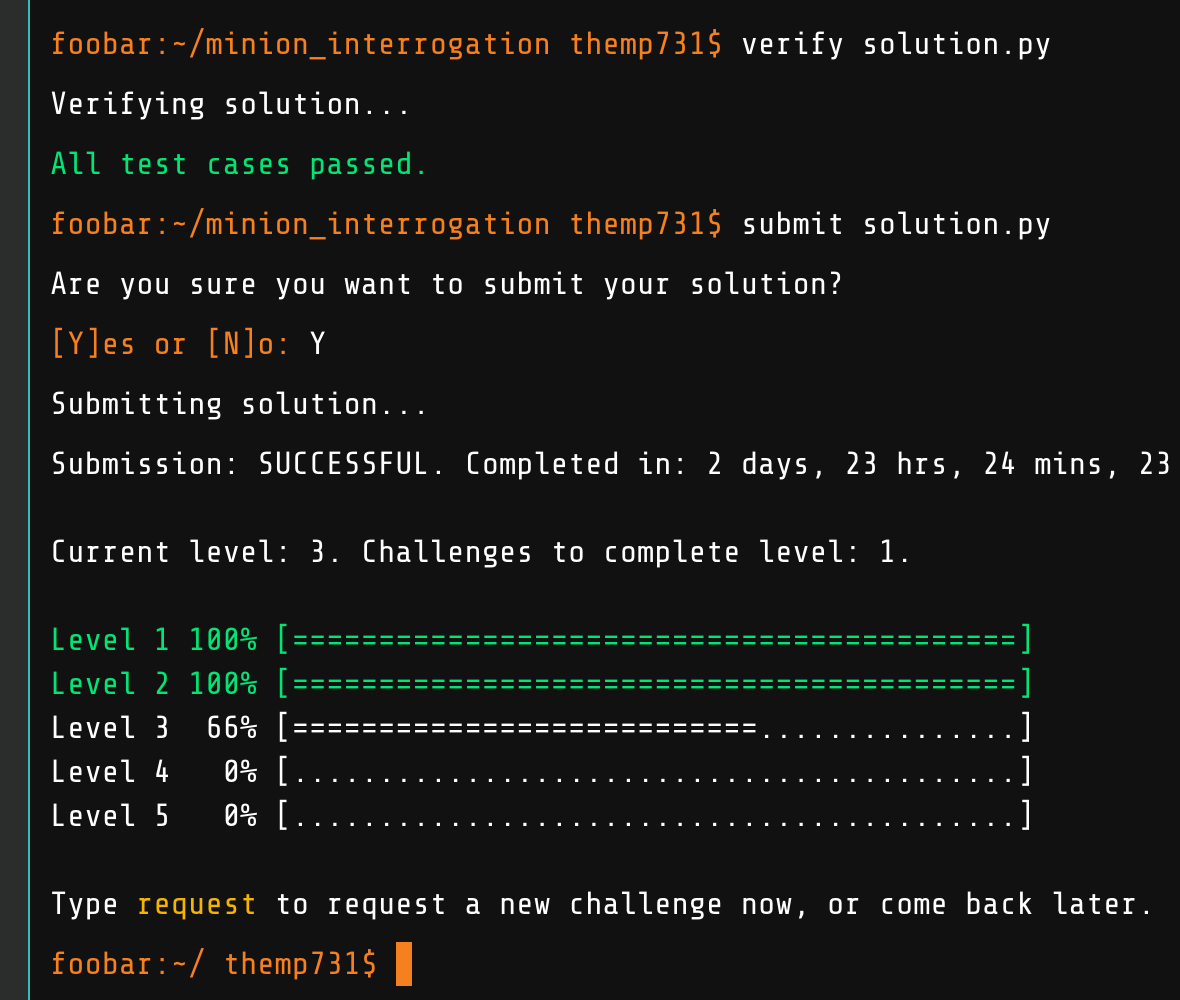 foobar:~/minion_interrogation themp731$ verify solution.py
Verifying solution...
All test cases passed.
foobar:~/minion_interrogation themp731$ submit solution.py
Are you sure you want to submit your solution?
[Y]es or [N]o: Y
Submitting solution...
Submission: SUCCESSFUL. Completed in: 2 days, 23 hrs, 24 mins, 23
Current level: 3. Challenges to complete level: 1.
Level 1 100% [==========================================]
Level 2 100% [==========================================]
Level 3  66% [===========================...............]
Level 4   0% [..........................................]
Level 5   0% [..........................................]
Type request to request a new challenge now, or come back later.
foobar:~/ themp731$